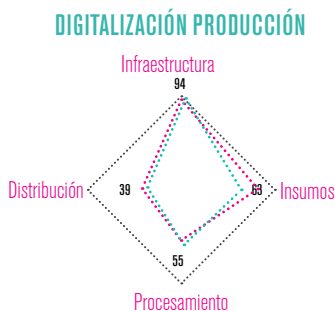 DIGITALIZACIÓN PRODUCCIÓN
Infraestructura
94
Distribución
39
63
Insumos
55
Procesamiento